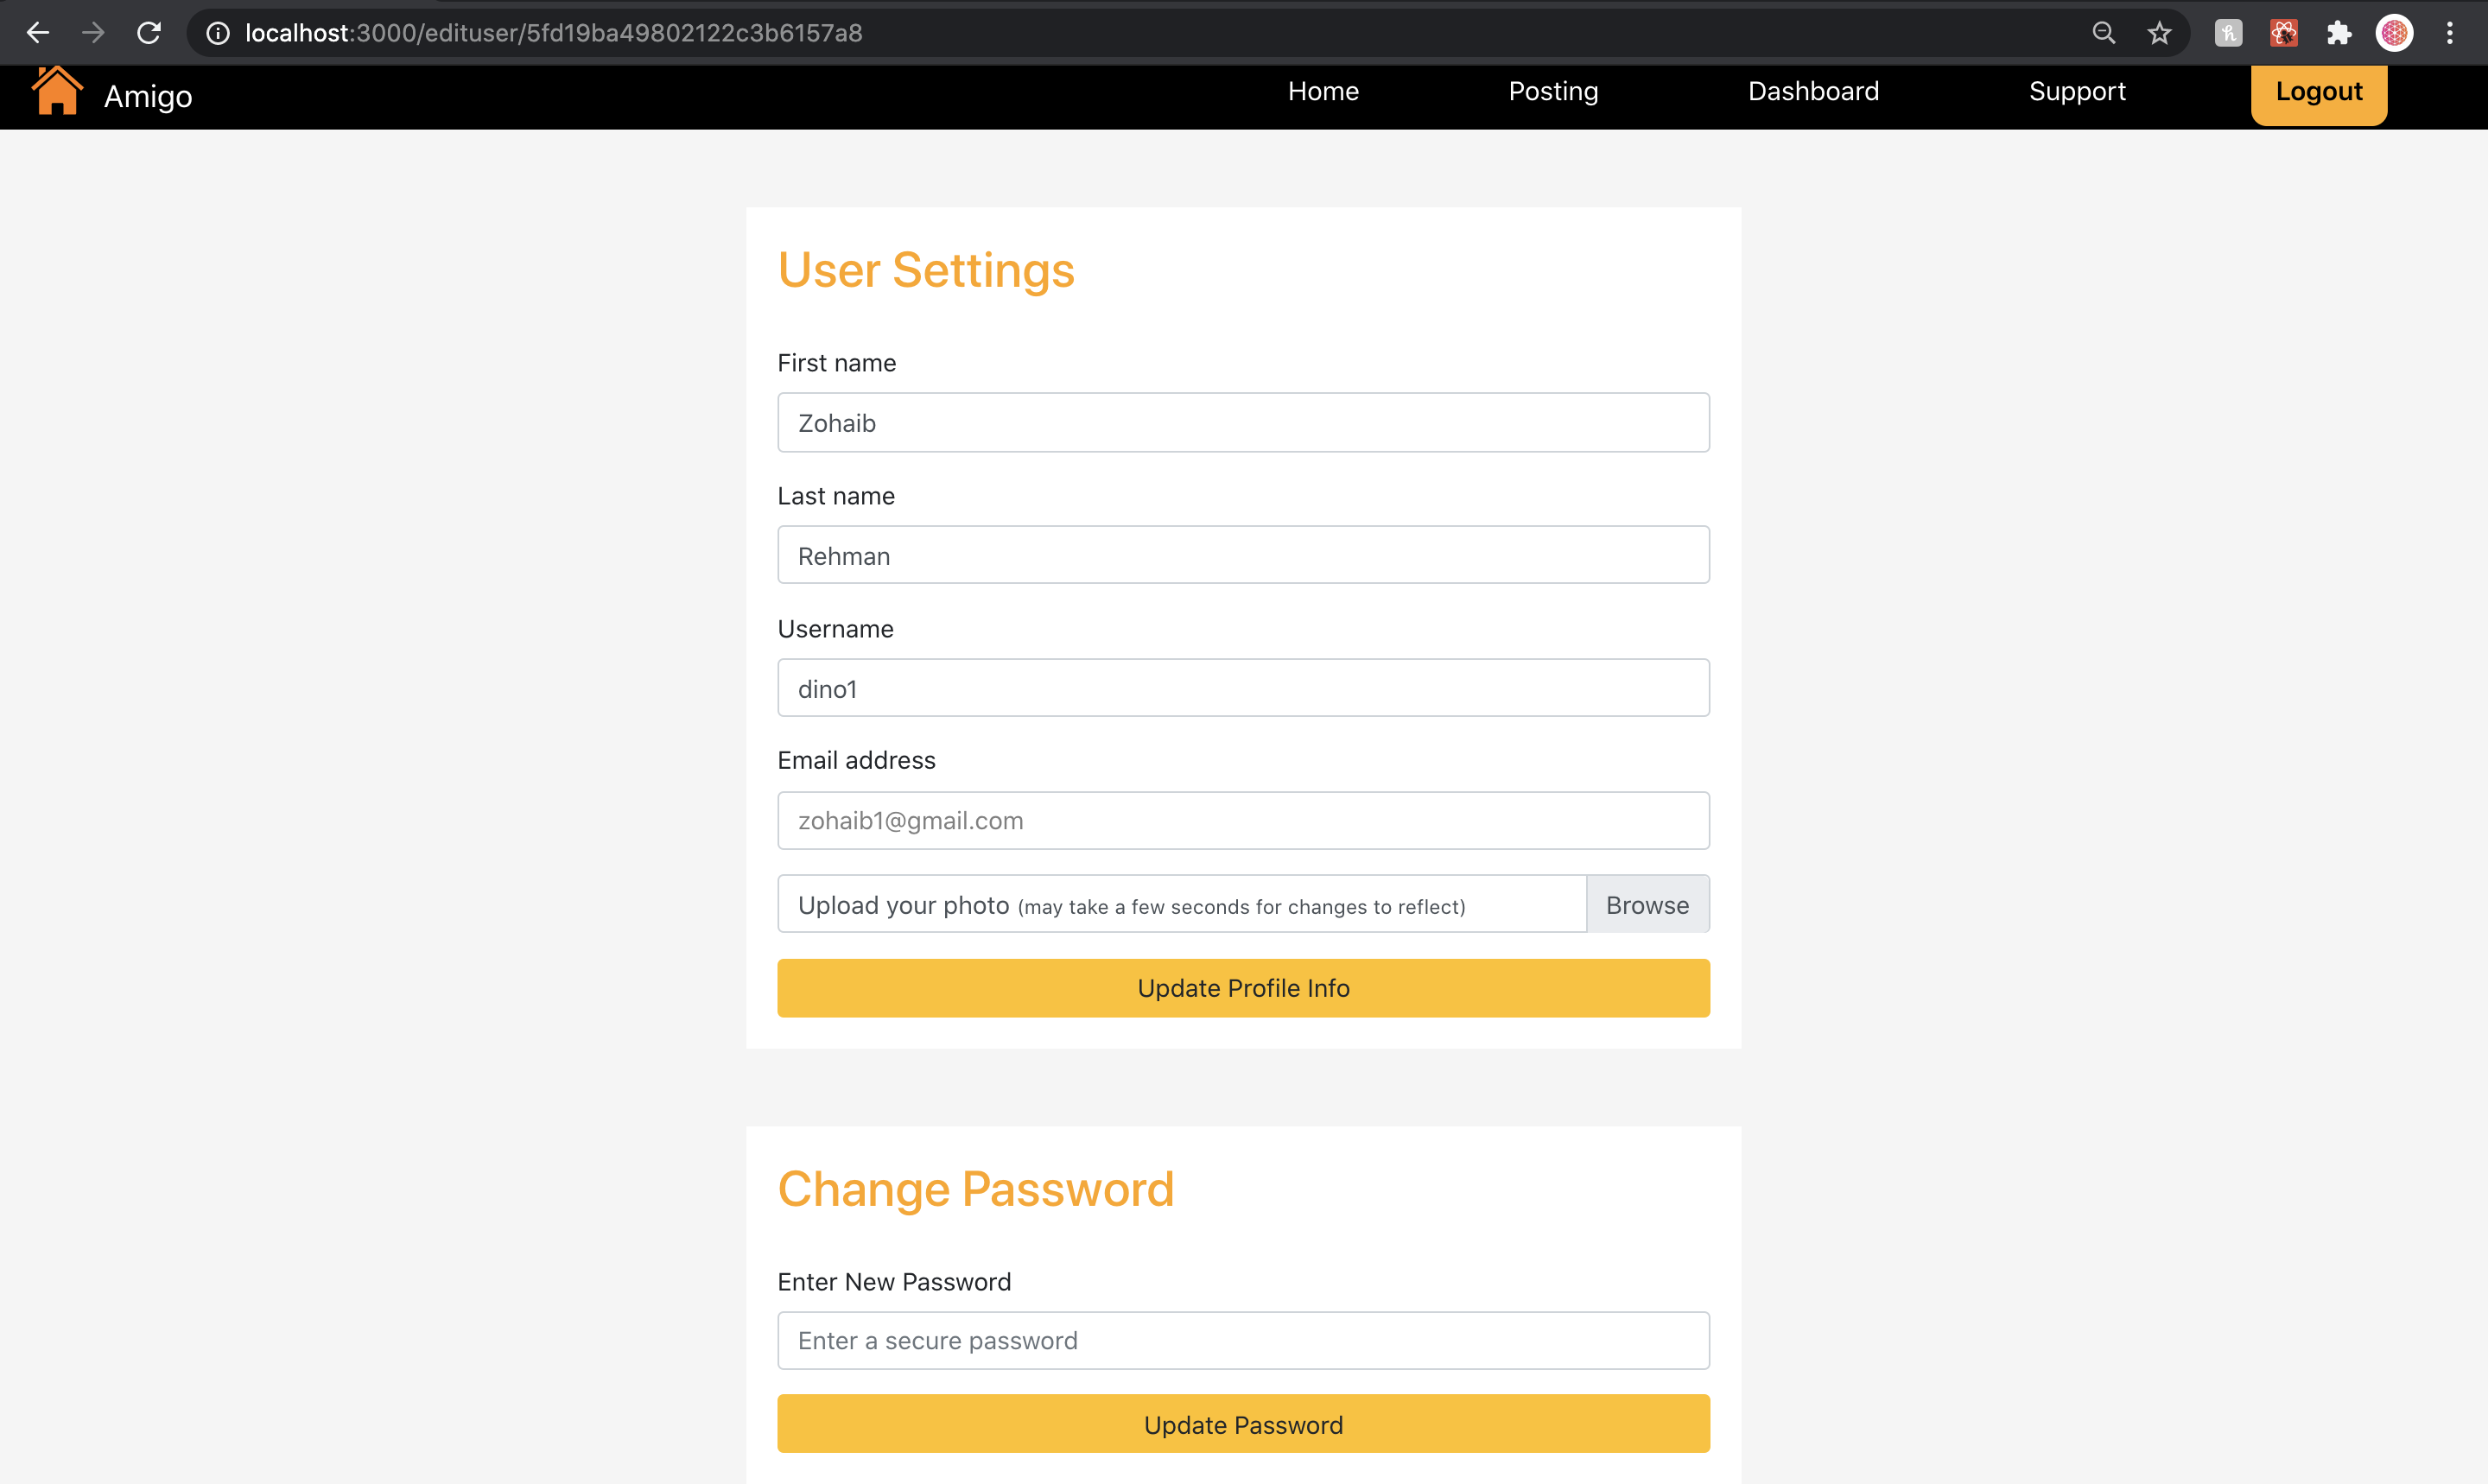 localhost:3000/edituser/5fd19ba49802122c3b6157a8
Amigo
Home
Posting
Dashboard
Support
Logout
User Settings
First name
Zohaib
Last name
Rehman
Username
dino1
Email address
zohaib1@gmail.com
Upload your photo (may take a few seconds for changes to reflect)
Browse
Update Profile Info
Change Password
Enter New Password
Enter a secure password
Update Password